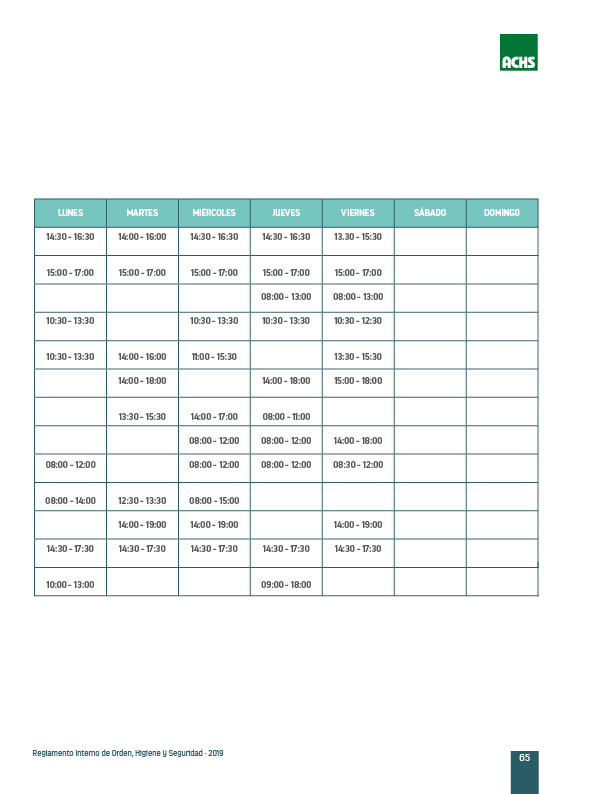 ACHS
LUNES MARTES MIÉRCOLES JUEVES VIERNES SÁBADO DOMINGO
14:30 - 16:30 14:00 - 16:00 14:30 - 16:30 14:30 - 16:30 13.30 - 15:30
15:00 - 17:00 15:00 - 17:00 15:00 - 17:00 15:00 - 17:00 15:00 - 17:00
08:00 - 13:00 08:00 - 13:00
10:30 - 13:30 10:30 - 13:30 10:30 - 13:30 10:30 - 12:30
10:30 - 13:30 14:00 - 16:00 11:00 - 15:30 13:30 - 15:30
14:00 - 18:00 14:00 - 18:00 15:00 - 18:00
13:30 - 15:30 14:00 - 17:00 08:00 - 11:00
08:00 - 12:00 08:00 - 12:00 14:00 - 18:00
08:00 - 12:00 08:00 - 12:00 08:00 - 12:00 08:30 - 12:00
08:00 - 14:00 12:30 - 13:30 08:00 - 15:00
14:00 - 19:00 14:00 - 19:00 14:00 - 19:00
14:30 - 17:30 14:30 - 17:30 14:30 - 17:30 14:30 - 17:30 14:30 - 17:30
10:00 - 13:00 09:00 - 18:00
Reglamento Interno de Orden, Higiene y Seguridad · 2019
65